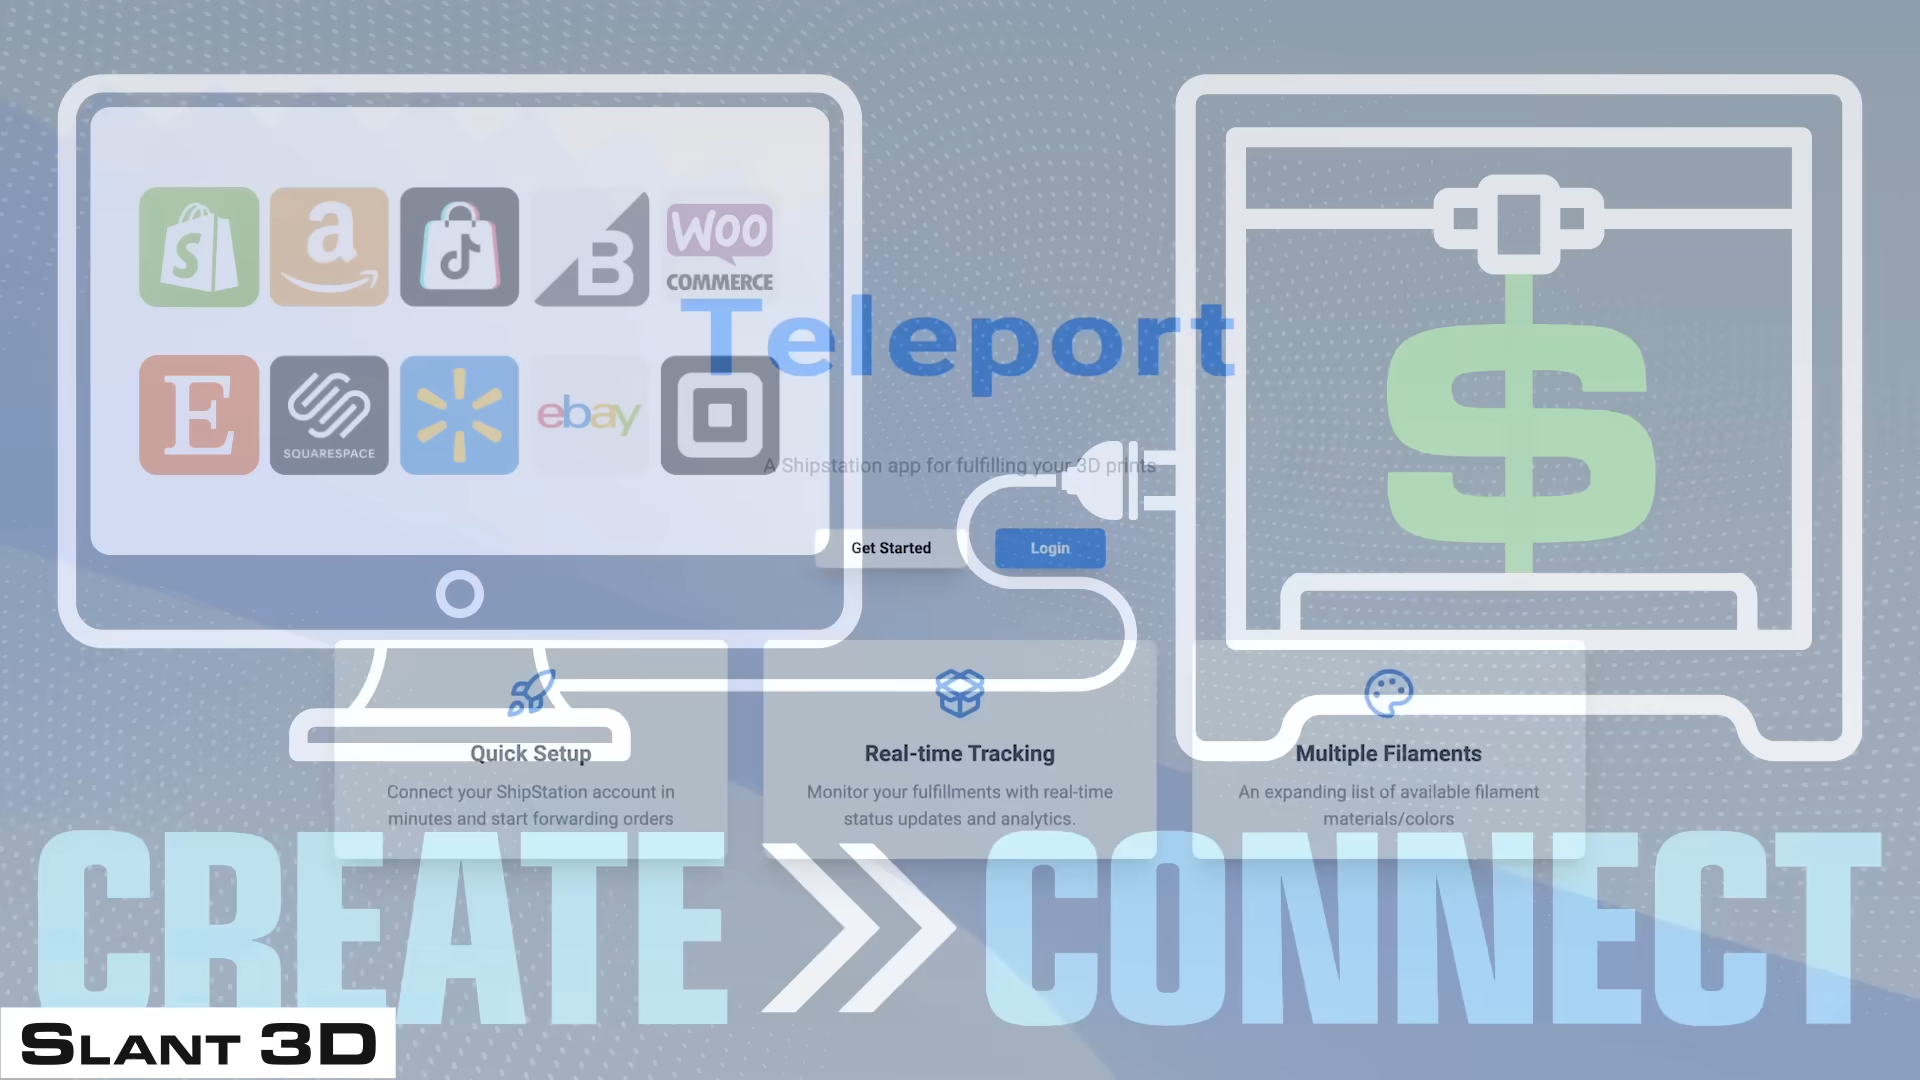 WOO
COMMERCE
Teleport
SQUARESPACE
ebay
A Shipstation app for fulfilling your 3D prints
Get Started
Login
Quick Setup
Connect your ShipStation account in
minutes and start forwarding orders
Real-time Tracking
Monitor your fulfillments with real-time
status updates and analytics.
Multiple Filaments
An expanding list of available filament
materials/colors
CREATE
CONNECT
SLANT 3D
S
a
B
E
$